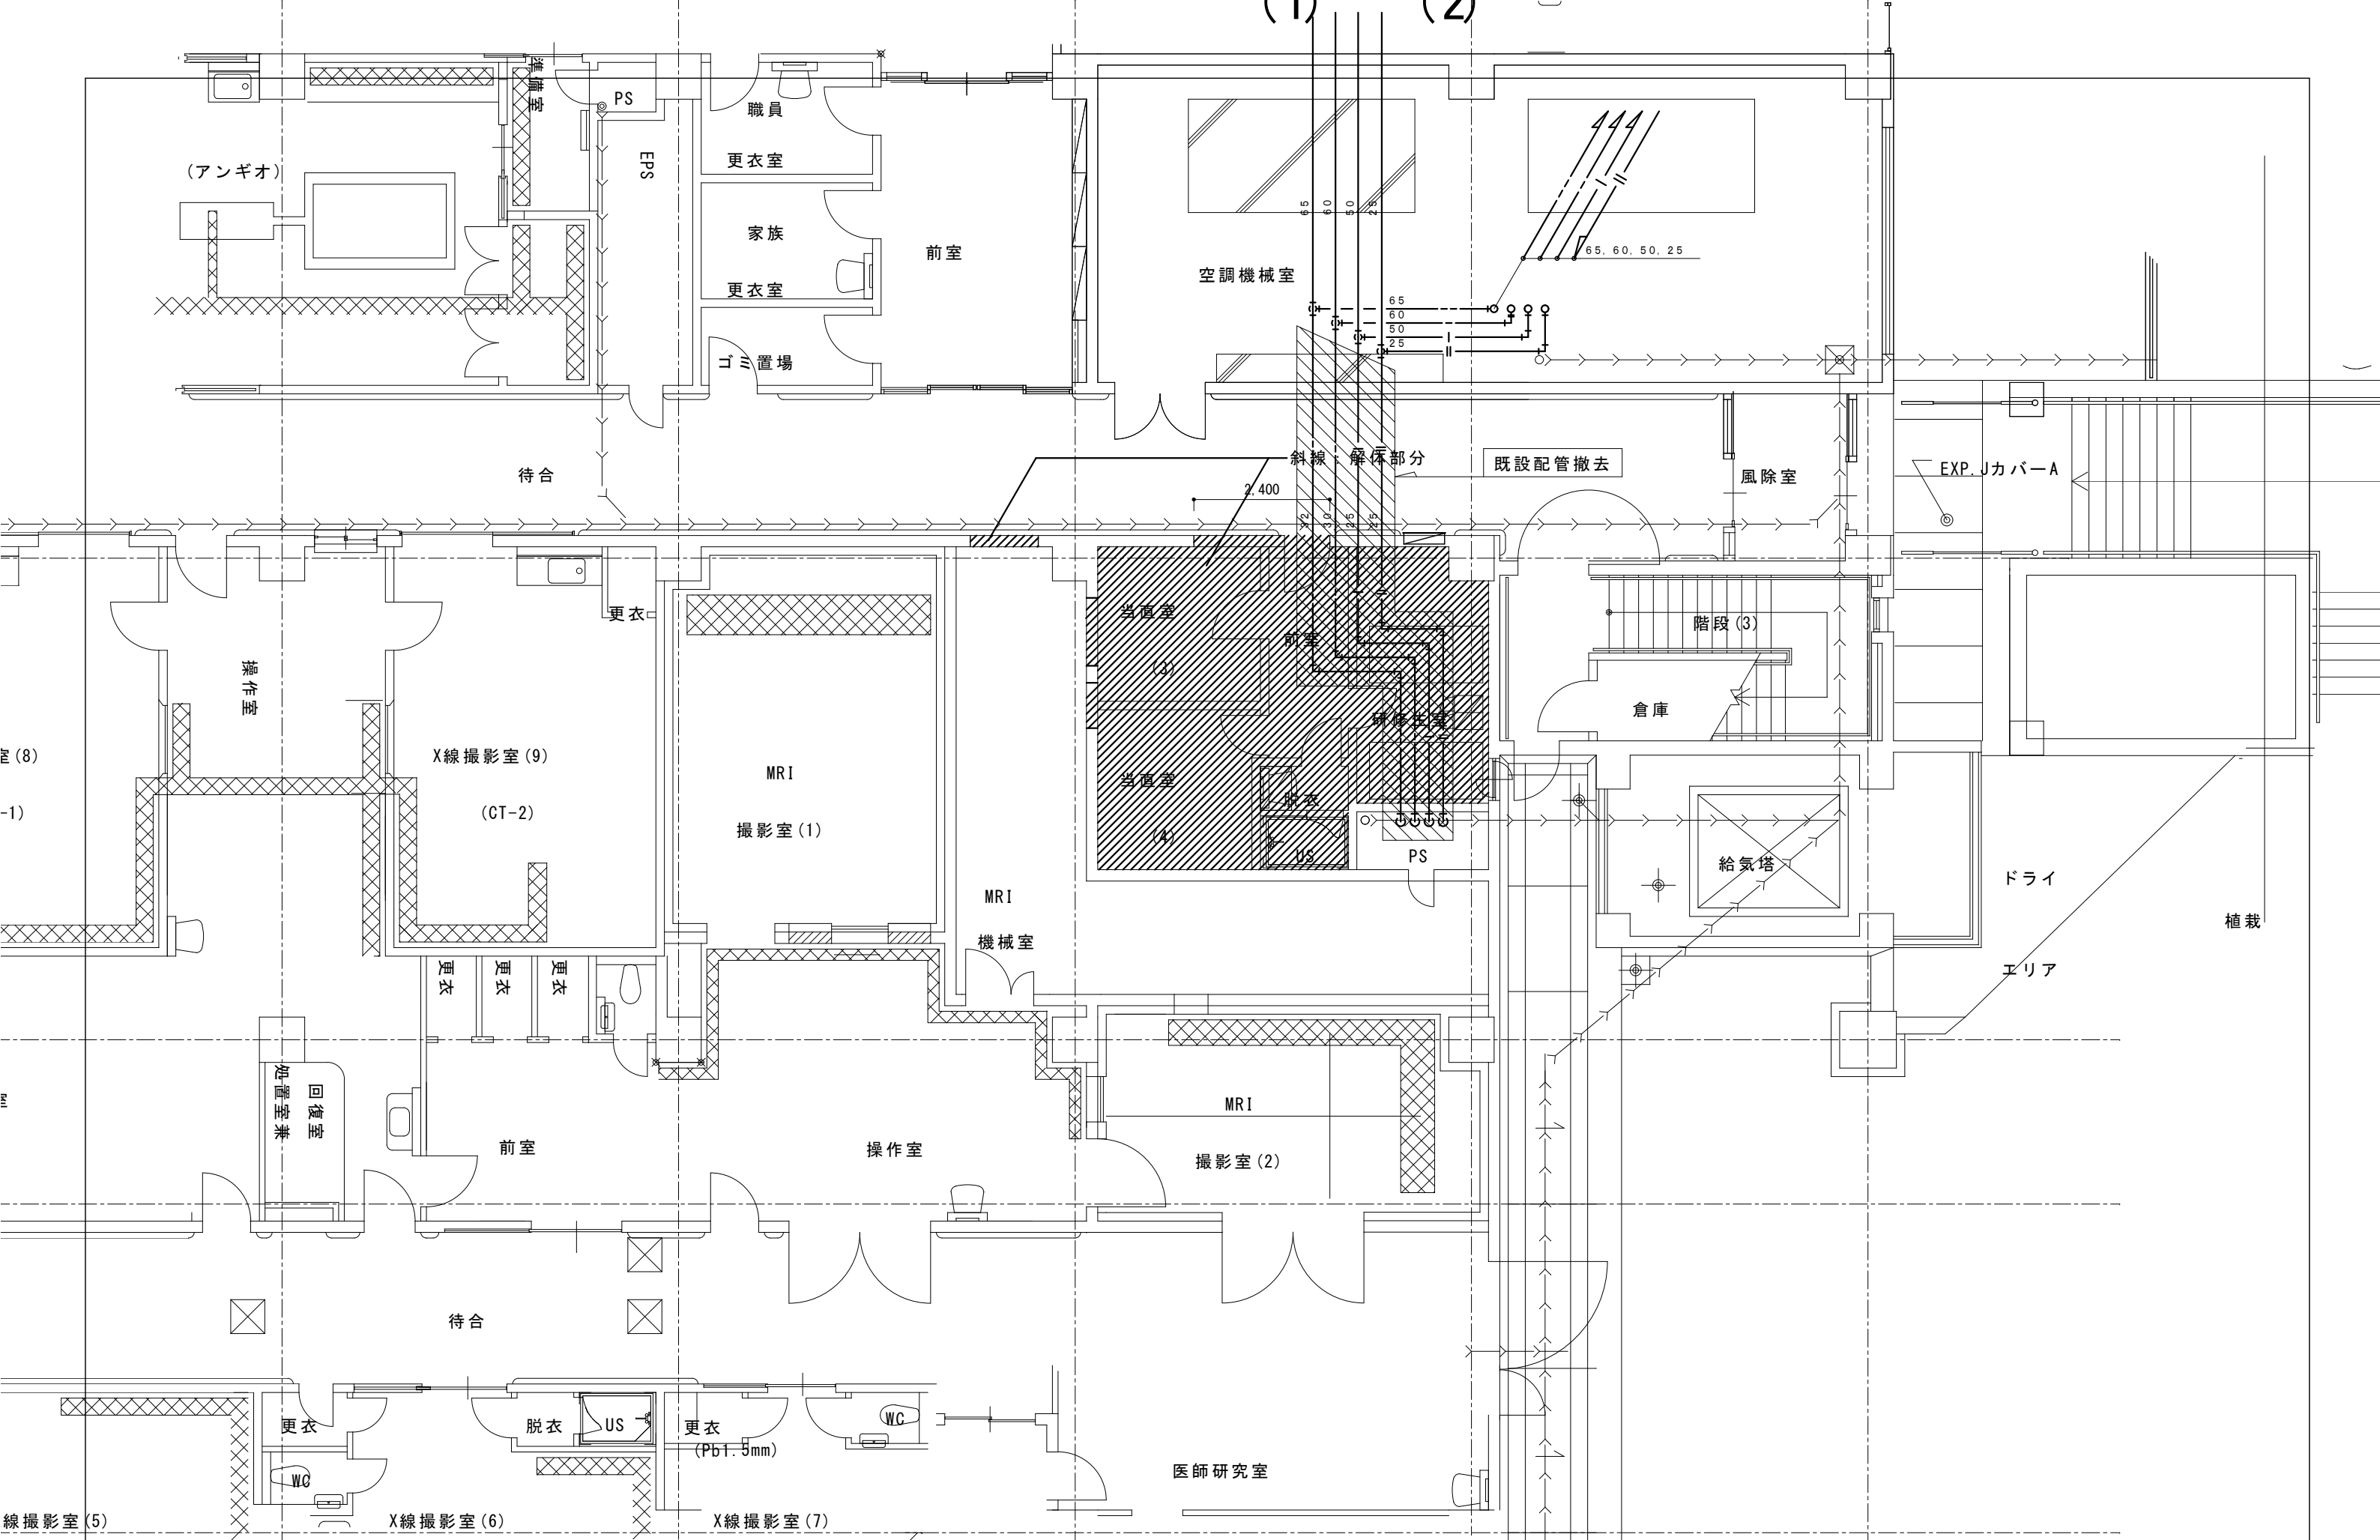 (1)
(2)
準備室
PS
職員
更衣室
EPS
(アンギオ)
家族
更衣室
前室
空調機械室
65
60
50
25
65, 60, 50, 25
65
60
50
25
ゴミ置場
待合
斜線：解体部分
既設配管撤去
風除室
EXP.JカバーA
2,400
32
30
25
25
更衣
当直室
(3)
前室
階段(3)
操作室
倉庫
研修生室
室(8)
X線撮影室(9)
MRI
当直室
脱衣
-1)
(CT-2)
撮影室(1)
(4)
US
PS
給気塔
ドライ
エリア
植栽
MRI
機械室
更衣
更衣
更衣
処置室兼
回復室
前室
操作室
MRI
撮影室(2)
待合
更衣
脱衣
US
更衣
(Pb1.5mm)
WC
WC
医師研究室
線撮影室(5)
X線撮影室(6)
X線撮影室(7)